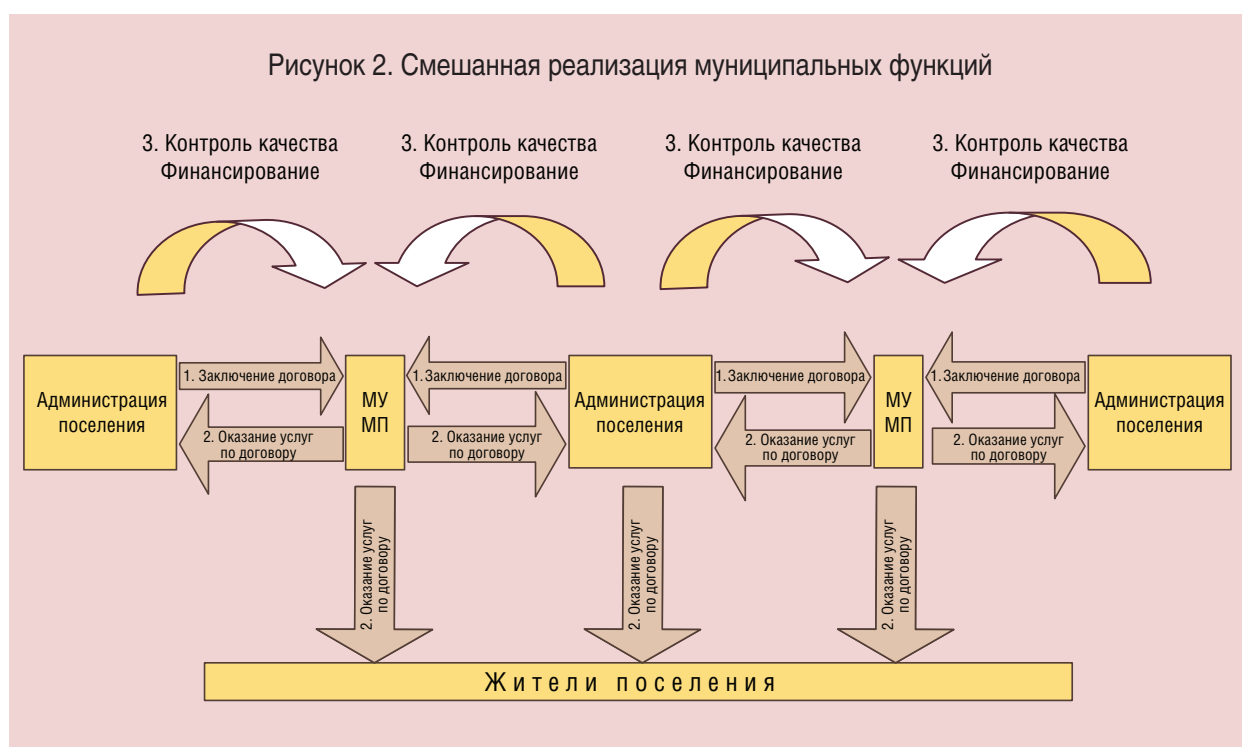 Рисунок 2. Смешанная реализация муниципальных функций
3. Контроль качества
Финансирование
3. Контроль качества
Финансирование
3. Контроль качества
Финансирование
3. Контроль качества
Финансирование
Администрация
поселения
1. Заключение договора
2. Оказание услуг
по договору
МУ
МП
1.Заключение договора
2. Оказание услуг
по договору
Администрация
поселения
1.Заключение договора
2. Оказание услуг
по договору
МУ
МП
1.Заключение договора
2. Оказание услуг
по договору
Администрация
поселения
2. Оказание услуг
по договору
2. Оказание услуг
по договору
2. Оказание услуг
по договору
Жители поселения